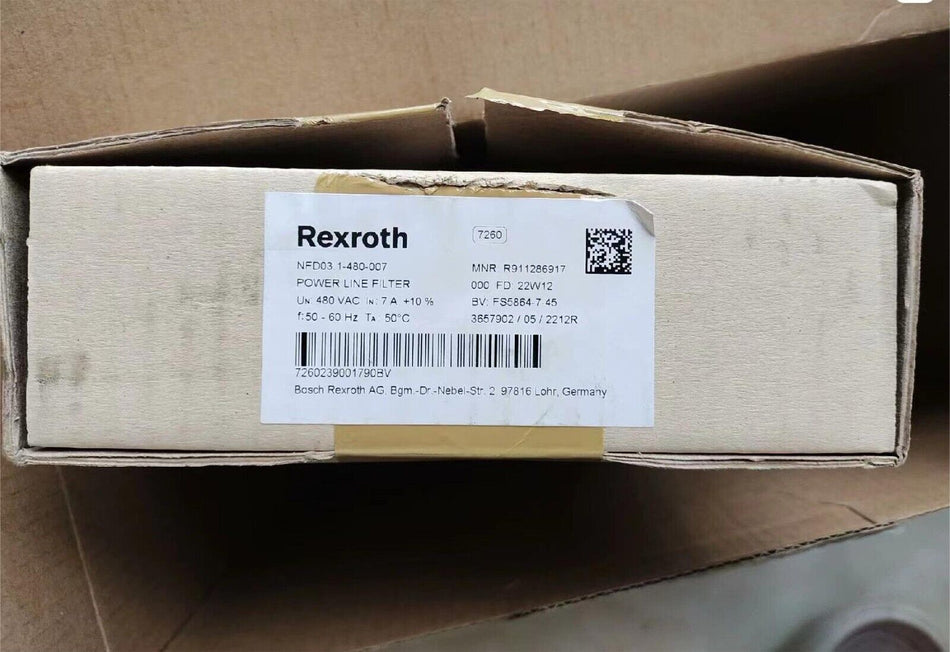 Rexroth
7260
NFD03.1-480-007
MNR: R911286917
POWER LINE FILTER
000 FD: 22W12
UN: 480 VAC IN: 7 A +10 %
BV: FS5864-7-45
f: 50 - 60 Hz TA: 50°C
3657902 / 05 / 2212R
7260239001790BV
Bosch Rexroth AG, Bgm.-Dr.-Nebel-Str. 2, 97816 Lohr, Germany